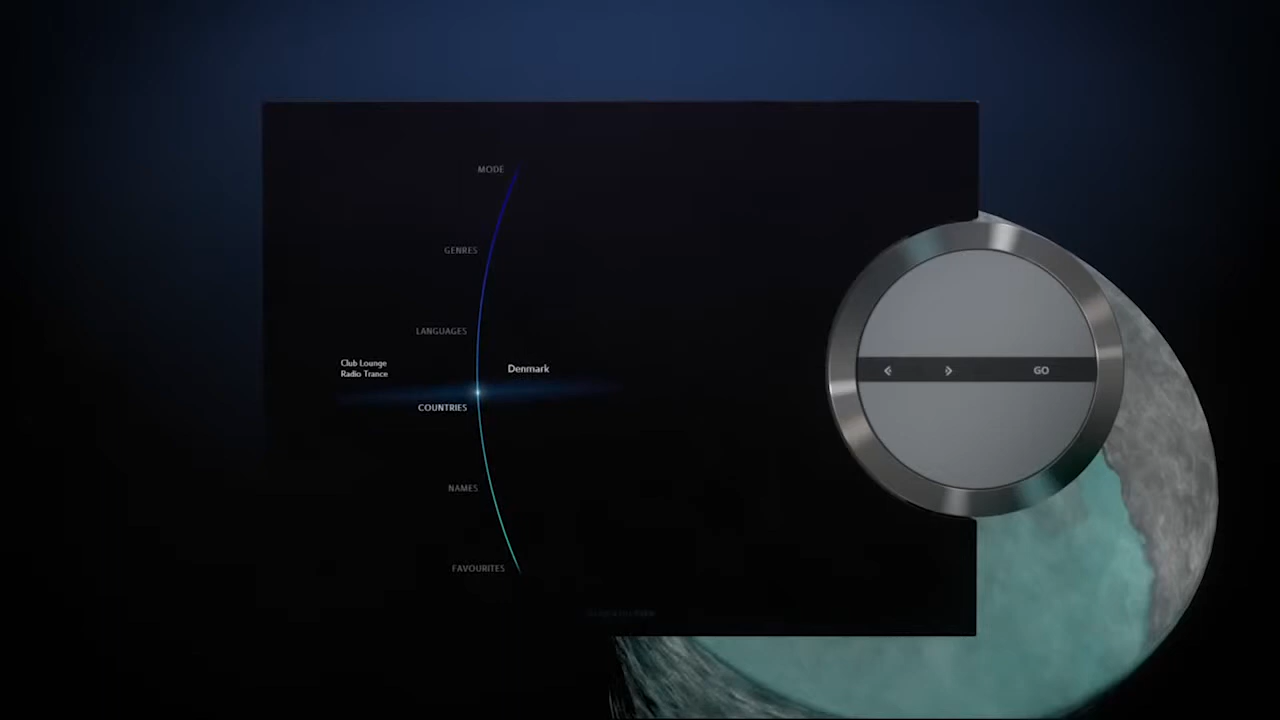 MODE
GENRES
LANGUAGES
Club Lounge
Radio Trance
Denmark
GO
COUNTRIES
NAMES
FAVOURITES